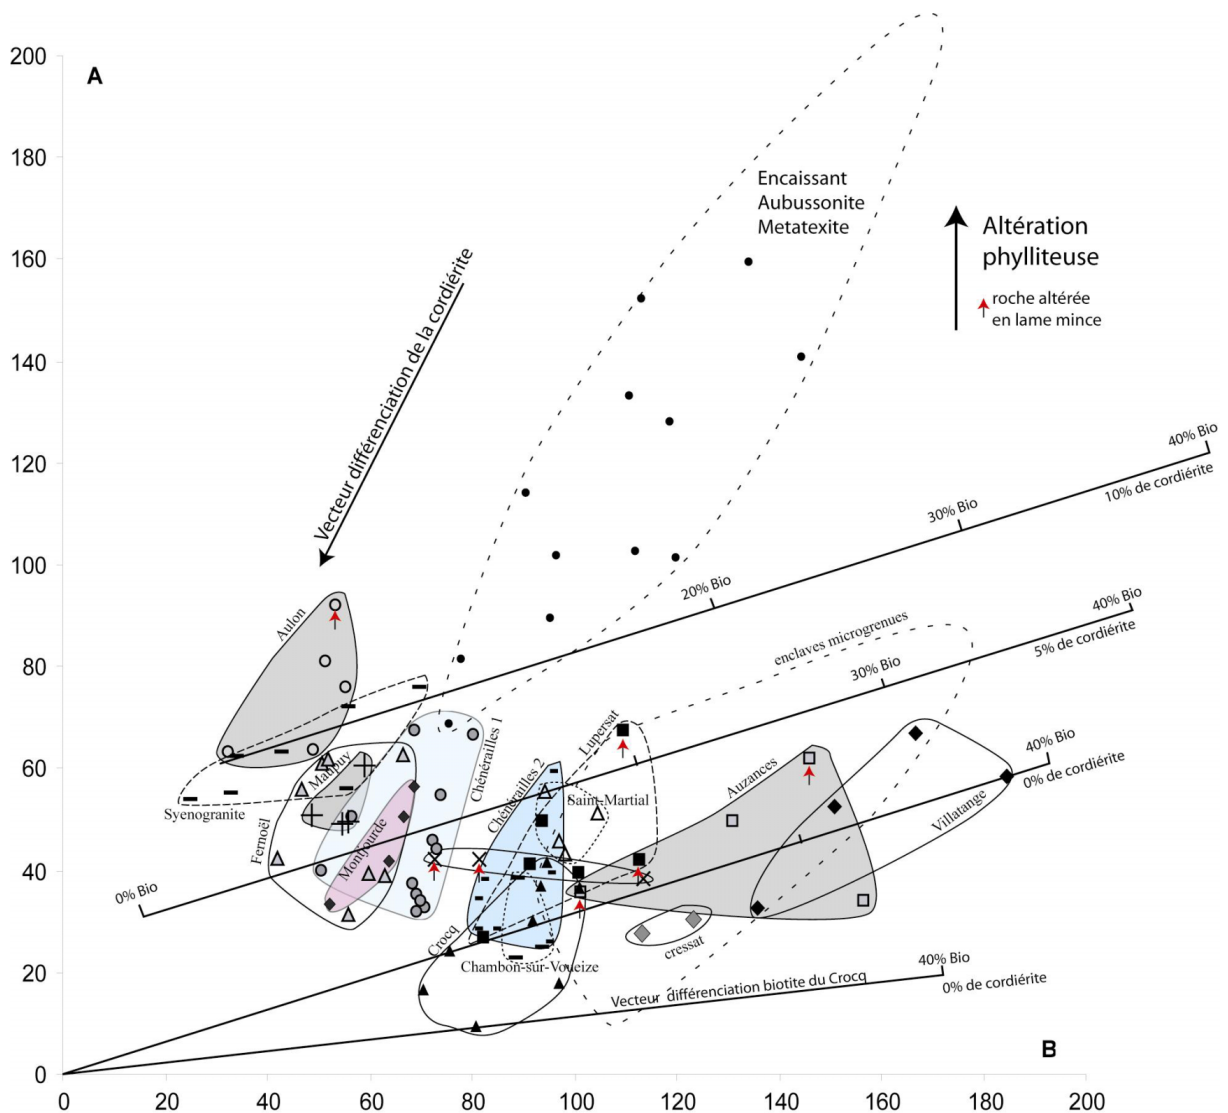 200
A
180
Encaissant
Aubussonite
Metatexite
Altération
phylliteuse
roche altérée
en lame mince
160
Vecteur différenciation de la cordiérite
140
120
40% Bio
10% de cordiérite
30% Bio
20% Bio
100
40% Bio
5% de cordiérite
enclaves microgrenues
30% Bio
Aulon
80
Chénérailles 1
Lupersat
60
40% Bio
0% de cordiérite
Maupuy
Syenogranite
Chénérailles 2
Saint-Martial
Auzances
Villatange
Fernoël
Montjourde
40
0% Bio
Crocq
cressat
20
Chambon-sur-Voueize
Vecteur différenciation biotite du Crocq
40% Bio
0% de cordiérite
B
0
0
20
40
60
80
100
120
140
160
180
200